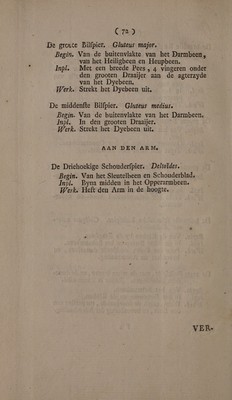 ( 72 )
De groote Bilspier. Gluteus major.
Begin. Van de buitenvlakte van het Darmbeen,
van het Heiligbeen en Heupbeen.
Inpl. Met een breede Pees, 4 vingeren onder
den grooten Draaijer aan de agterzyde
van het Dyebeen.
Werk. Strekt het Dyebeen uit.
De middenste Bilspier. Gluteus medius.
Begin. Van de buitenvlakte van het Darmbeen.
Inpl. In den grooten Draaijer.
Werk. Strekt het Dyebeen uit.
AAN DEN ARM.
De Driehoekige Schouderspier. Deltoides.
Begin. Van het Sleutelbeen en Schouderblad.
Inpl. Byna midden in het Opperarmbeen.
Werk. Heft den Arm in de hoogte.
VER-